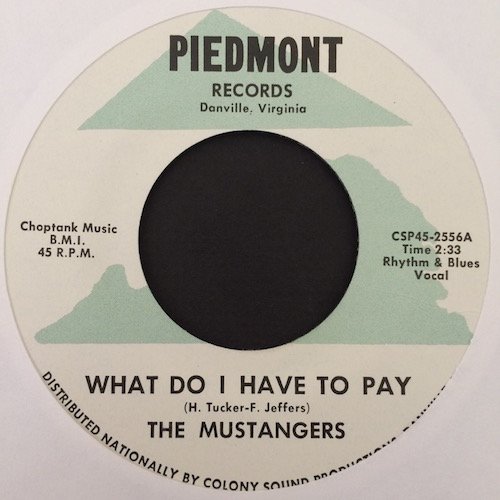 PIEDMONT
RECORDS
Danville, Virginia
Choptank Music
B.M.I.
45 R.P.M.
CSP45-2556A
Time 2:33
Rhythm & Blues
Vocal
WHAT DO I HAVE TO PAY
(H. Tucker-F. Jeffers)
THE MUSTANGERS
DISTRIBUTED NATIONALLY BY COLONY SOUND PRODUCTIONS